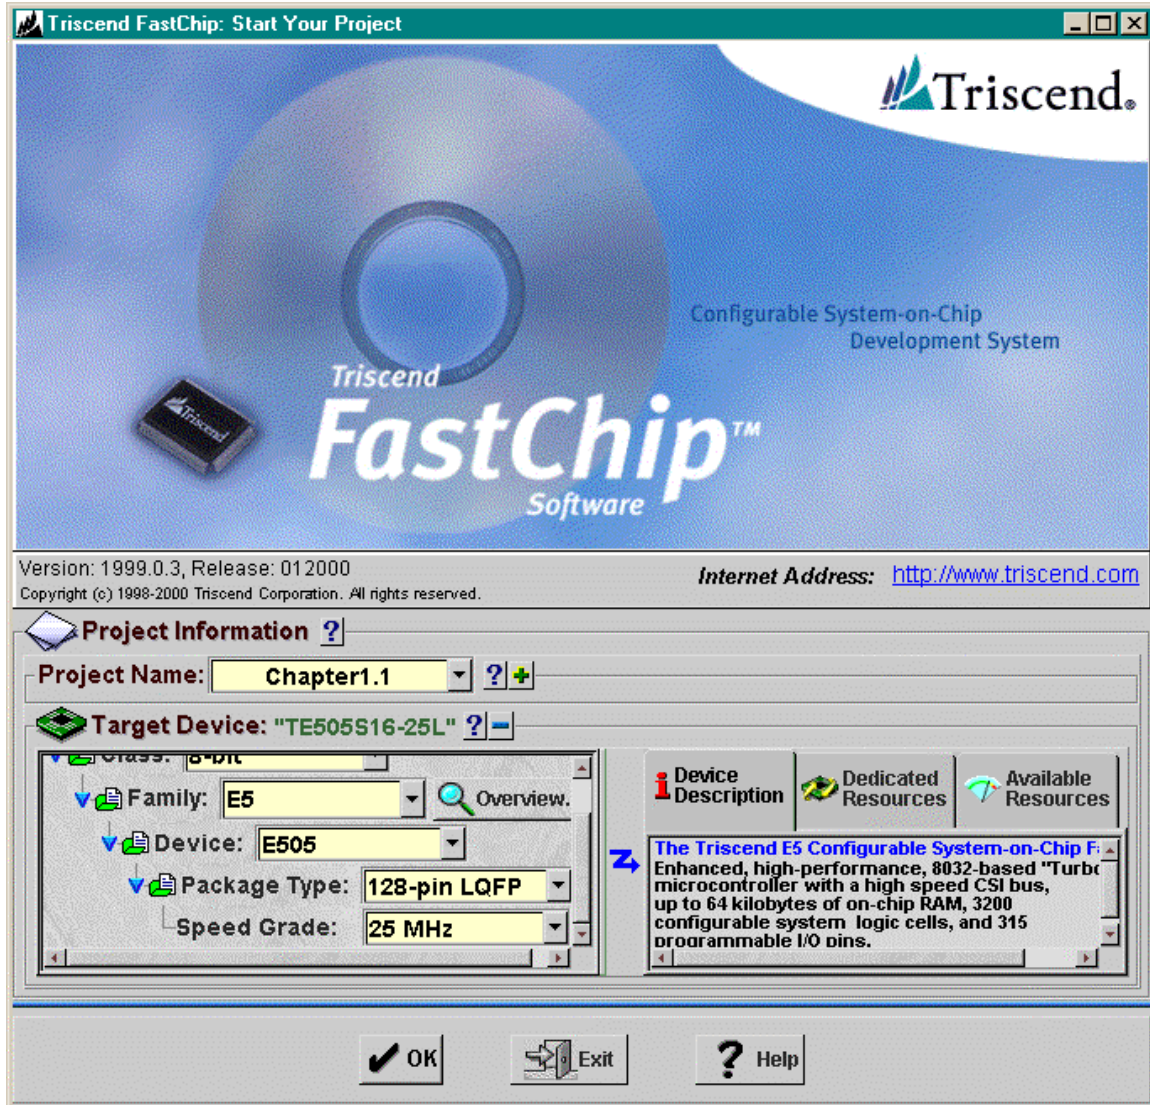 Triscend FastChip: Start Your Project
Triscend®
Configurable System-on-Chip
Development System
Triscend
Triscend
FastChip™
Software
Version: 1999.0.3, Release: 012000
Internet Address: http://www.triscend.com
Copyright (c) 1998-2000 Triscend Corporation. All rights reserved.
Project Information ?
Project Name: Chapter1.1 ?
Target Device: "TE505S16-25L" ?
Class: 8-bit
Family: E5 Overview.
Device: E505
Package Type: 128-pin LQFP
Speed Grade: 25 MHz
Device Description
Dedicated Resources
Available Resources
The Triscend E5 Configurable System-on-Chip
Enhanced, high-performance, 8032-based "Turbo
microcontroller with a high speed CSI bus,
up to 64 kilobytes of on-chip RAM, 3200
configurable system logic cells, and 315
programmable I/O pins.
OK
Exit
? Help